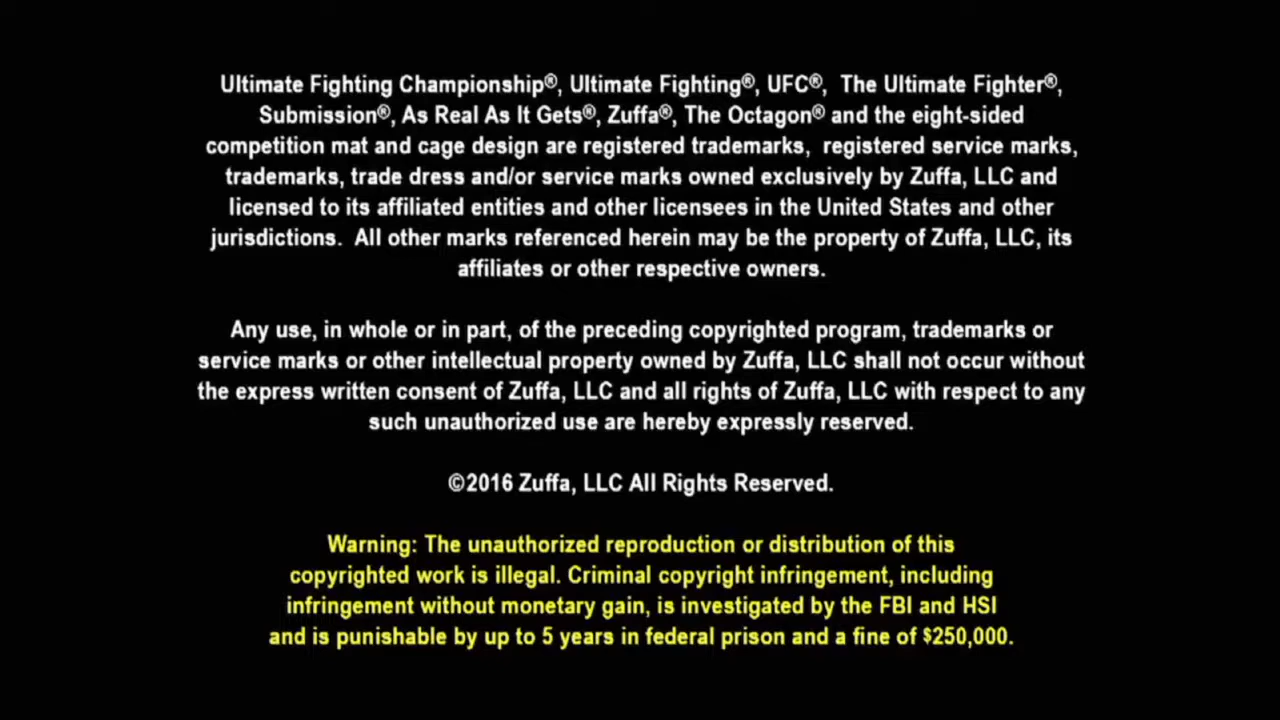 Ultimate Fighting Championship®, Ultimate Fighting®, UFC®,  The Ultimate Fighter®,
Submission®, As Real As It Gets®, Zuffa®, The Octagon® and the eight-sided
competition mat and cage design are registered trademarks,  registered service marks,
trademarks, trade dress and/or service marks owned exclusively by Zuffa, LLC and
licensed to its affiliated entities and other licensees in the United States and other
jurisdictions.  All other marks referenced herein may be the property of Zuffa, LLC, its
affiliates or other respective owners.
Any use, in whole or in part, of the preceding copyrighted program, trademarks or
service marks or other intellectual property owned by Zuffa, LLC shall not occur without
the express written consent of Zuffa, LLC and all rights of Zuffa, LLC with respect to any
such unauthorized use are hereby expressly reserved.
©2016 Zuffa, LLC All Rights Reserved.
Warning: The unauthorized reproduction or distribution of this
copyrighted work is illegal. Criminal copyright infringement, including
infringement without monetary gain, is investigated by the FBI and HSI
and is punishable by up to 5 years in federal prison and a fine of $250,000.